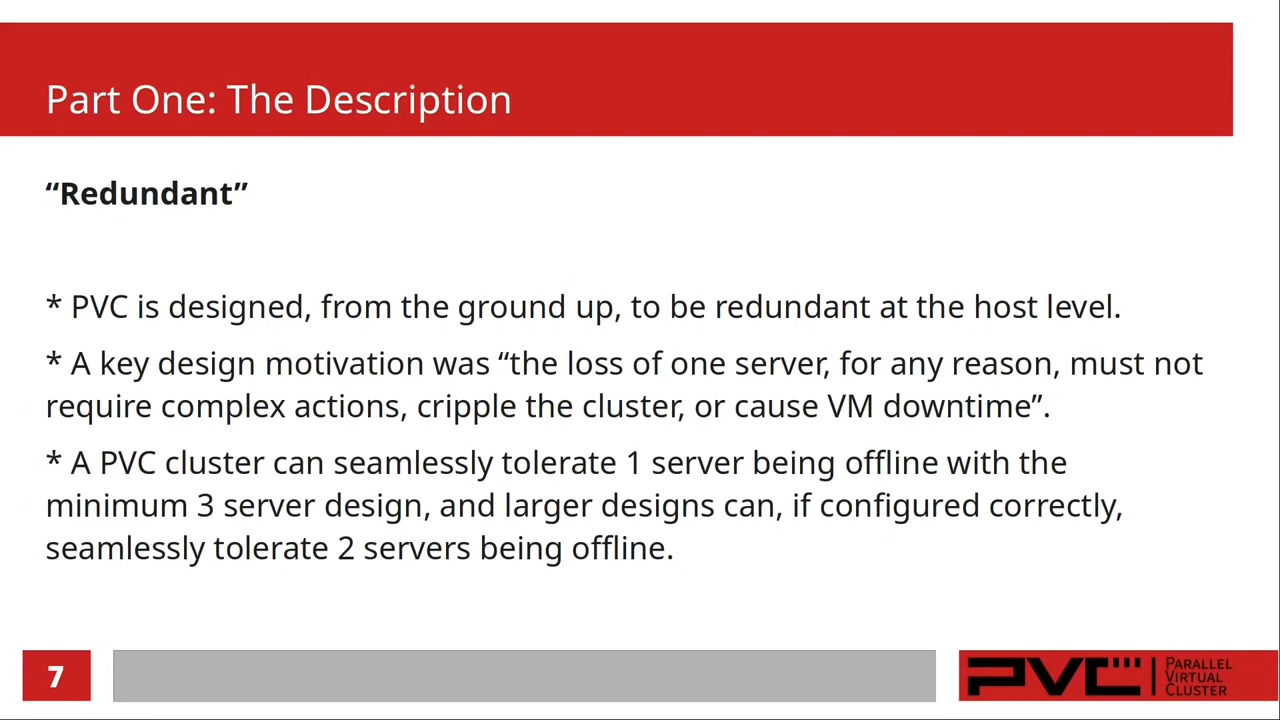 Part One: The Description
“Redundant”
* PVC is designed, from the ground up, to be redundant at the host level.
* A key design motivation was “the loss of one server, for any reason, must not
require complex actions, cripple the cluster, or cause VM downtime”.
* A PVC cluster can seamlessly tolerate 1 server being offline with the
minimum 3 server design, and larger designs can, if configured correctly,
seamlessly tolerate 2 servers being offline.
7
PVC
PARALLEL
VIRTUAL
CLUSTER